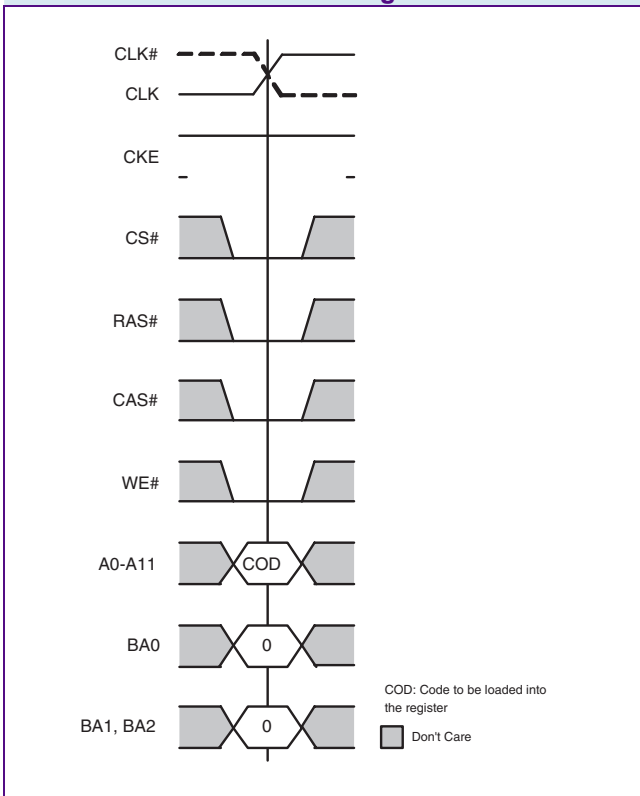 CLK#
CLK
CKE
CS#
RAS#
CAS#
WE#
A0-A11
COD
BA0
0
BA1, BA2
0
COD: Code to be loaded into
the register
Don't Care